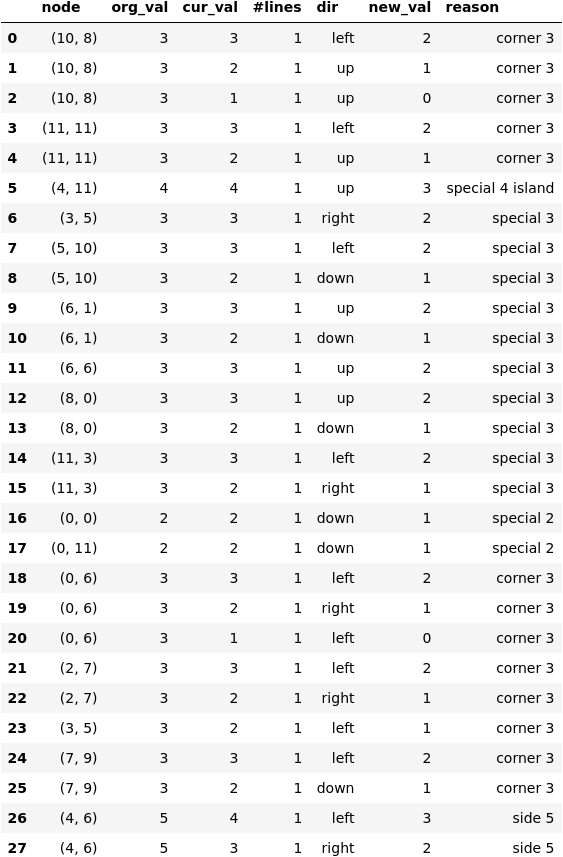 node org_val cur_val #lines dir new_val reason
0 (10, 8) 3 3 1 left 2 corner 3
1 (10, 8) 3 2 1 up 1 corner 3
2 (10, 8) 3 1 1 up 0 corner 3
3 (11, 11) 3 3 1 left 2 corner 3
4 (11, 11) 3 2 1 up 1 corner 3
5 (4, 11) 4 4 1 up 3 special 4 island
6 (3, 5) 3 3 1 right 2 special 3
7 (5, 10) 3 3 1 left 2 special 3
8 (5, 10) 3 2 1 down 1 special 3
9 (6, 1) 3 3 1 up 2 special 3
10 (6, 1) 3 2 1 down 1 special 3
11 (6, 6) 3 3 1 up 2 special 3
12 (8, 0) 3 3 1 up 2 special 3
13 (8, 0) 3 2 1 down 1 special 3
14 (11, 3) 3 3 1 left 2 special 3
15 (11, 3) 3 2 1 right 1 special 3
16 (0, 0) 2 2 1 down 1 special 2
17 (0, 11) 2 2 1 down 1 special 2
18 (0, 6) 3 3 1 left 2 corner 3
19 (0, 6) 3 2 1 right 1 corner 3
20 (0, 6) 3 1 1 left 0 corner 3
21 (2, 7) 3 3 1 left 2 corner 3
22 (2, 7) 3 2 1 right 1 corner 3
23 (3, 5) 3 2 1 left 1 corner 3
24 (7, 9) 3 3 1 left 2 corner 3
25 (7, 9) 3 2 1 down 1 corner 3
26 (4, 6) 5 4 1 left 3 side 5
27 (4, 6) 5 3 1 right 2 side 5